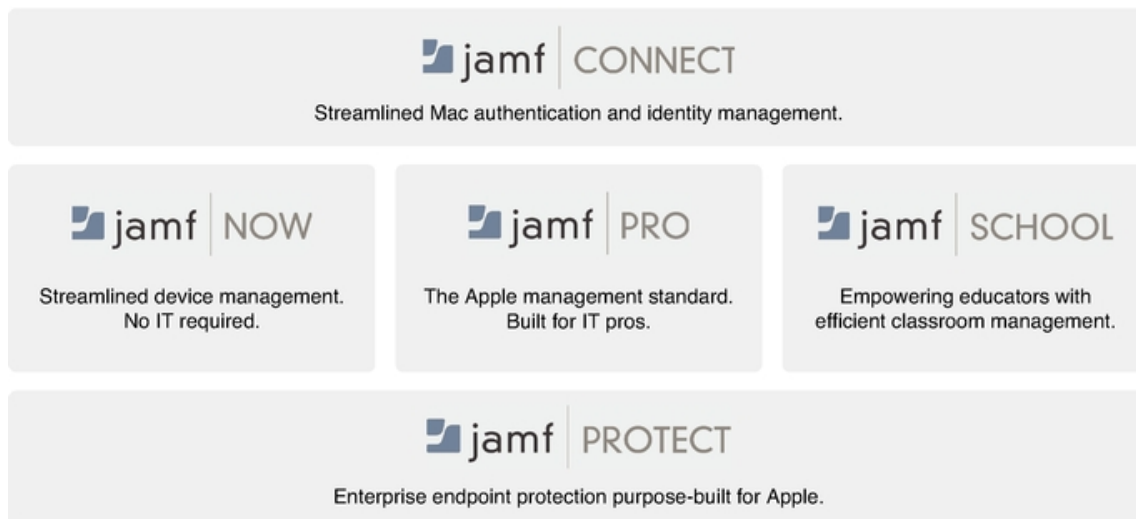 jamf CONNECT
Streamlined Mac authentication and identity management.
jamf NOW
Streamlined device management.
No IT required.
jamf PRO
The Apple management standard.
Built for IT pros.
jamf SCHOOL
Empowering educators with
efficient classroom management.
jamf PROTECT
Enterprise endpoint protection purpose-built for Apple.